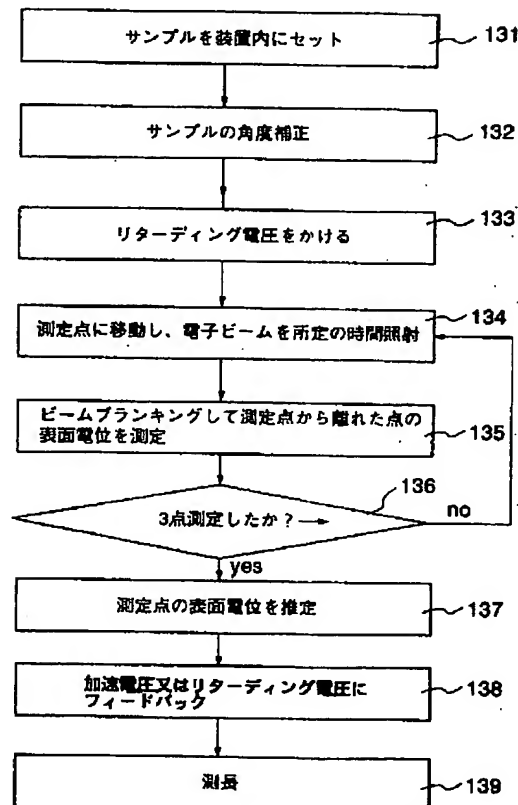 サンプルを装置内にセット
131
サンプルの角度補正
132
リターディング電圧をかける
133
測定点に移動し、電子ビームを所定の時間照射
134
ビームブランキングして測定点から離れた点の
表面電位を測定
135
3点測定したか?
136
no
yes
測定点の表面電位を推定
137
加速電圧又はリターディング電圧に
フィードバック
138
測長
139